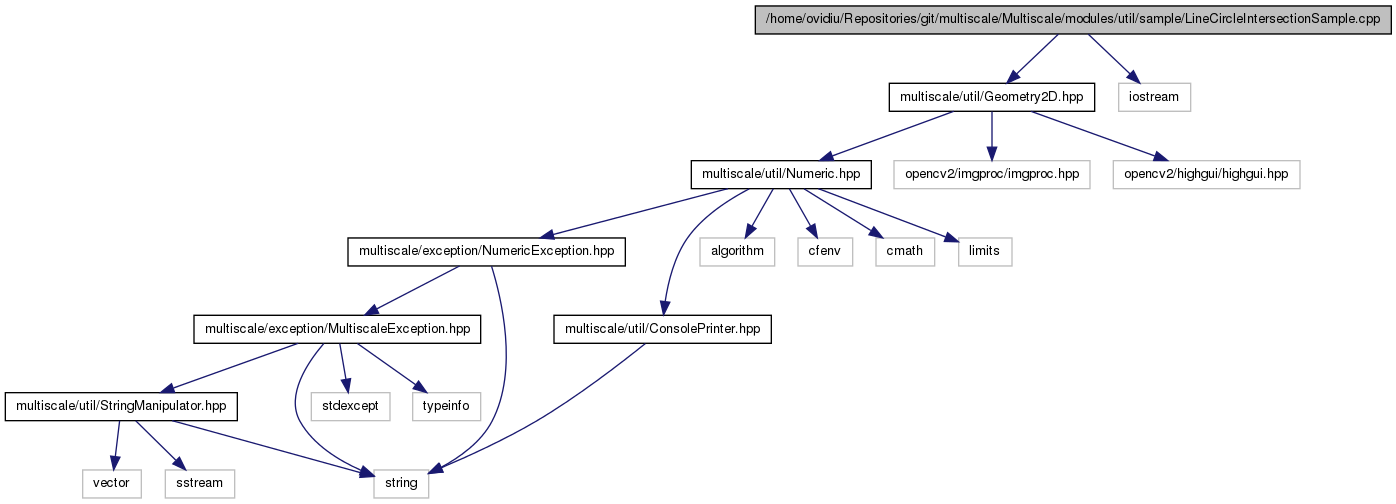 /home/ovidiu/Repositories/git/multiscale/Multiscale/modules/util/sample/LineCircleIntersectionSample.cpp
multiscale/util/Geometry2D.hpp
iostream
multiscale/util/Numeric.hpp
opencv2/imgproc/imgproc.hpp
opencv2/highgui/highgui.hpp
multiscale/exception/NumericException.hpp
algorithm
cfenv
cmath
limits
multiscale/exception/MultiscaleException.hpp
multiscale/util/ConsolePrinter.hpp
multiscale/util/StringManipulator.hpp
stdexcept
typeinfo
vector
sstream
string